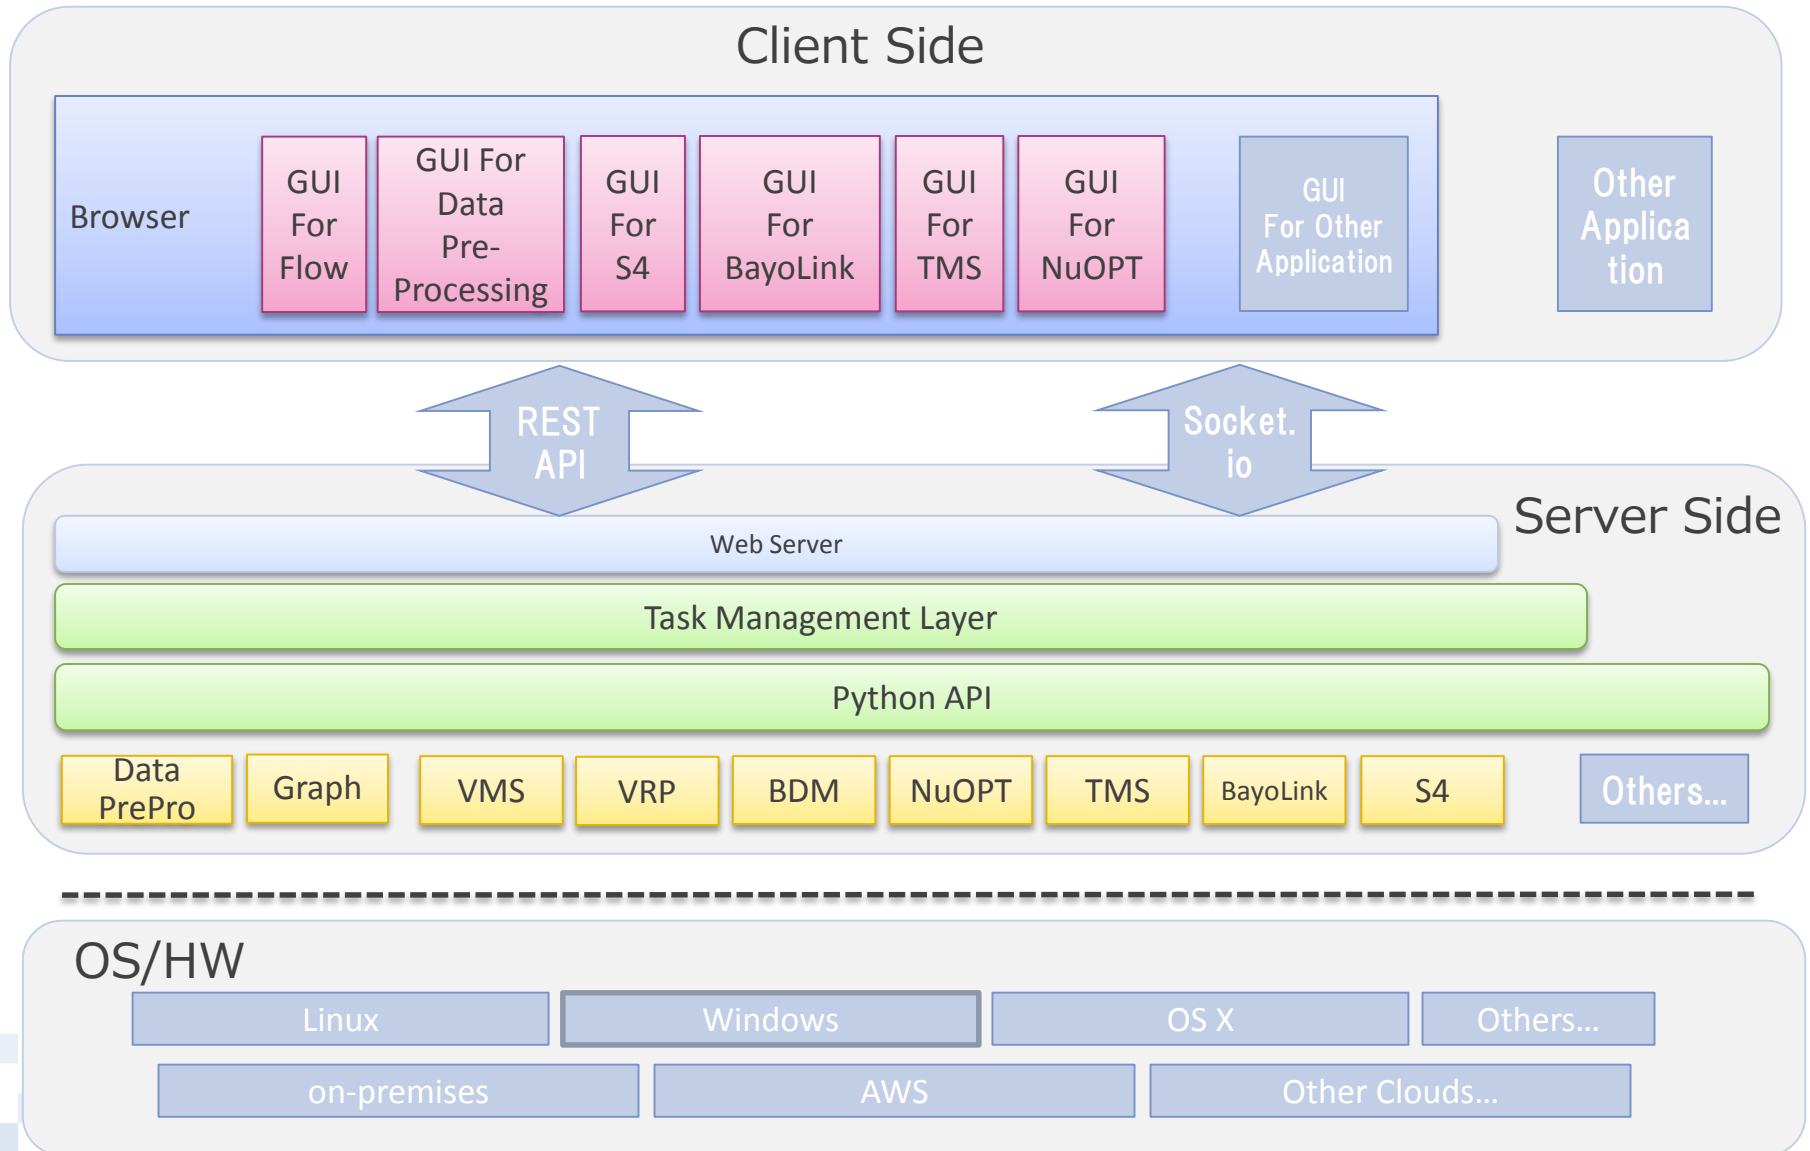 Client Side
Browser
GUI
For
Flow
GUI For
Data
Pre-
Processing
GUI
For
S4
GUI
For
BayoLink
GUI
For
TMS
GUI
For
NuOPT
GUI
For Other
Application
Other
Applica
tion
REST
API
Socket.
io
Server Side
Web Server
Task Management Layer
Python API
Data
PrePro
Graph
VMS
VRP
BDM
NuOPT
TMS
BayoLink
S4
Others...
OS/HW
Linux
Windows
OS X
Others...
on-premises
AWS
Other Clouds...